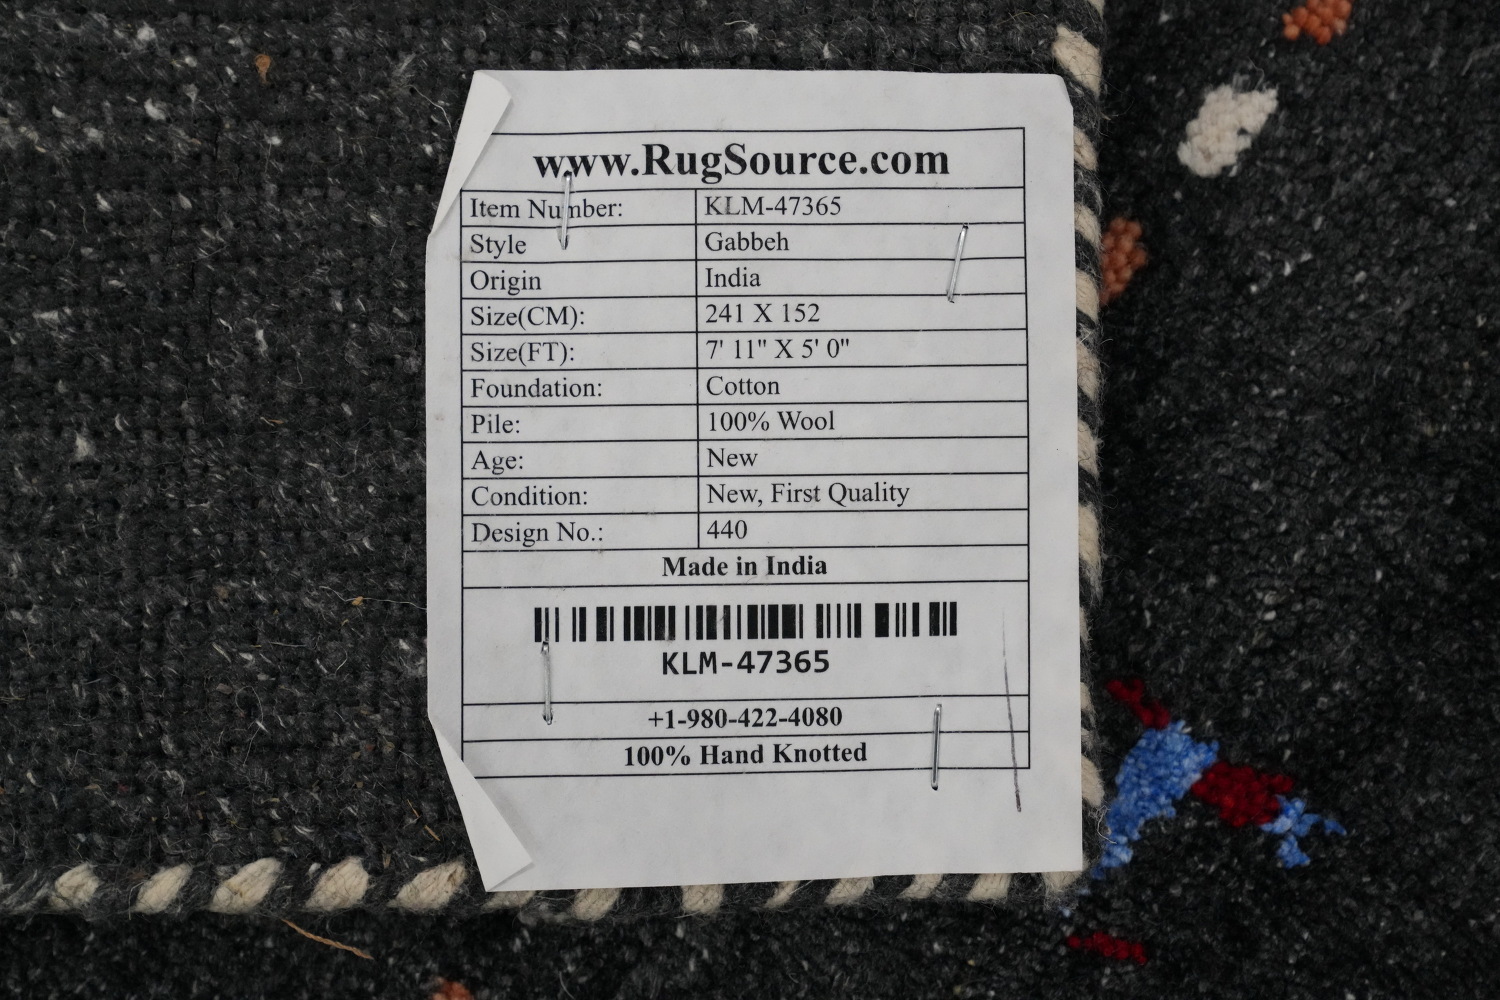 www.RugSource.com
Item Number: KLM-47365
Style Gabbeh
Origin India
Size(CM): 241 X 152
Size(FT): 7' 11" X 5' 0"
Foundation: Cotton
Pile: 100% Wool
Age: New
Condition: New, First Quality
Design No.: 440
Made in India
KLM-47365
+1-980-422-4080
100% Hand Knotted